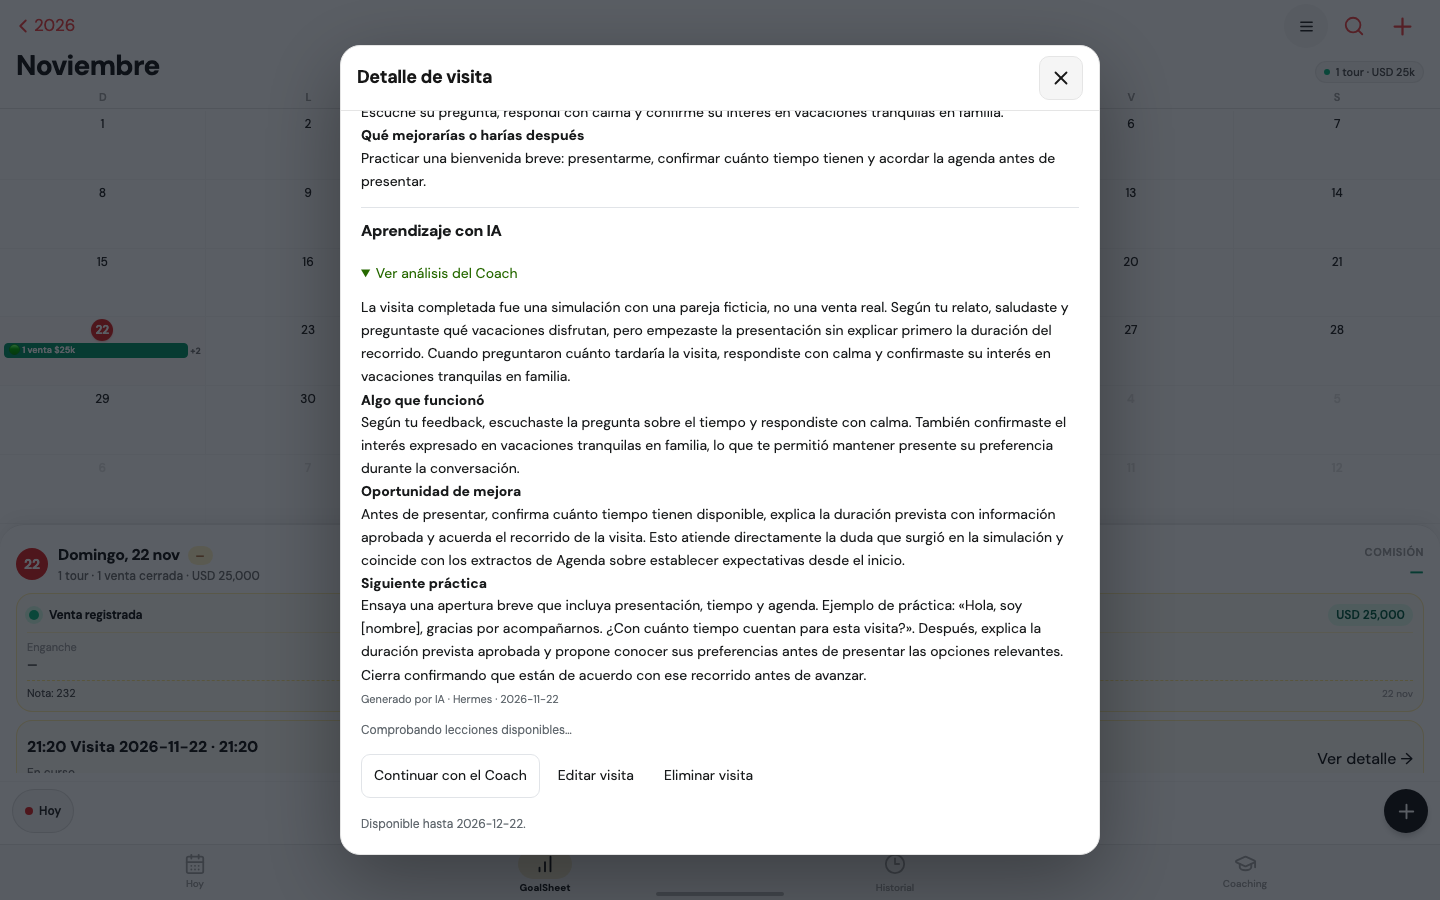 2026
Noviembre
1 tour · USD 25k
D
L
V
S
1
2
6
7
8
9
13
14
15
16
20
21
22
23
27
28
1 venta $25k
+2
29
30
4
5
6
7
11
12
Detalle de visita
Escuché su pregunta, respondí con calma y confirmé su interés en vacaciones tranquilas en familia.
Qué mejorarías o harías después
Practicar una bienvenida breve: presentarme, confirmar cuánto tiempo tienen y acordar la agenda antes de
presentar.
Aprendizaje con IA
▼ Ver análisis del Coach
La visita completada fue una simulación con una pareja ficticia, no una venta real. Según tu relato, saludaste y
preguntaste qué vacaciones disfrutan, pero empezaste la presentación sin explicar primero la duración del
recorrido. Cuando preguntaron cuánto tardaría la visita, respondiste con calma y confirmaste su interés en
vacaciones tranquilas en familia.
Algo que funcionó
Según tu feedback, escuchaste la pregunta sobre el tiempo y respondiste con calma. También confirmaste el
interés expresado en vacaciones tranquilas en familia, lo que te permitió mantener presente su preferencia
durante la conversación.
Oportunidad de mejora
Antes de presentar, confirma cuánto tiempo tienen disponible, explica la duración prevista con información
aprobada y acuerda el recorrido de la visita. Esto atiende directamente la duda que surgió en la simulación y
coincide con los extractos de Agenda sobre establecer expectativas desde el inicio.
Siguiente práctica
Ensaya una apertura breve que incluya presentación, tiempo y agenda. Ejemplo de práctica: «Hola, soy
[nombre], gracias por acompañarnos. ¿Con cuánto tiempo cuentan para esta visita?». Después, explica la
duración prevista aprobada y propone conocer sus preferencias antes de presentar las opciones relevantes.
Cierra confirmando que están de acuerdo con ese recorrido antes de avanzar.
Generado por IA · Hermes · 2026-11-22
Comprobando lecciones disponibles…
Continuar con el Coach
Editar visita
Eliminar visita
Disponible hasta 2026-12-22.
22
Domingo, 22 nov
—
1 tour · 1 venta cerrada · USD 25,000
COMISIÓN
—
Venta registrada
USD 25,000
Enganche
—
Nota: 232
22 nov
21:20 Visita 2026-11-22 · 21:20
En curso
Ver detalle →
Hoy
Hoy
GoalSheet
Historial
Coaching